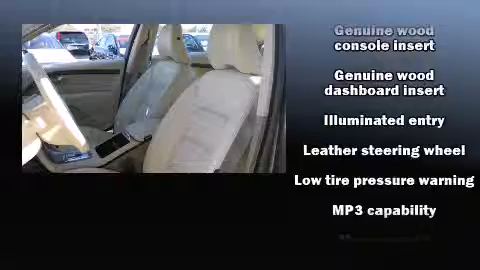 Genuine wood
console insert
Genuine wood
dashboard insert
Illuminated entry
Leather steering wheel
Low tire pressure warning
MP3 capability